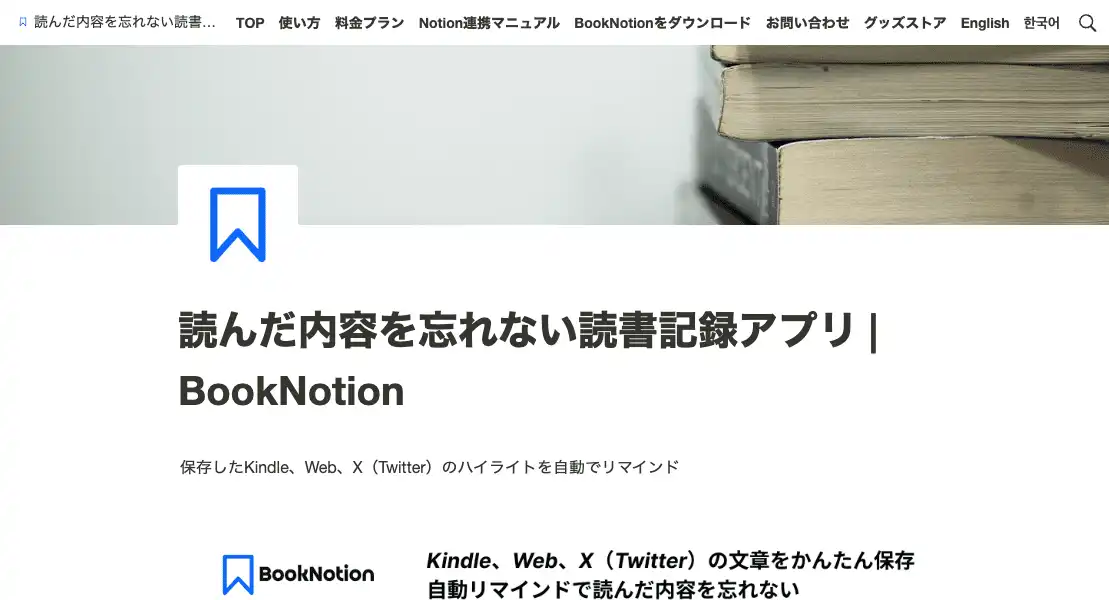 読んだ内容を忘れない読書... TOP 使い方 料金プラン Notion連携マニュアル BookNotionをダウンロード お問い合わせ グッズストア English 한국어
読んだ内容を忘れない読書記録アプリ |
BookNotion
保存したKindle、Web、X（Twitter）のハイライトを自動でリマインド
BookNotion
Kindle、Web、X（Twitter）の文章をかんたん保存
自動リマインドで読んだ内容を忘れない